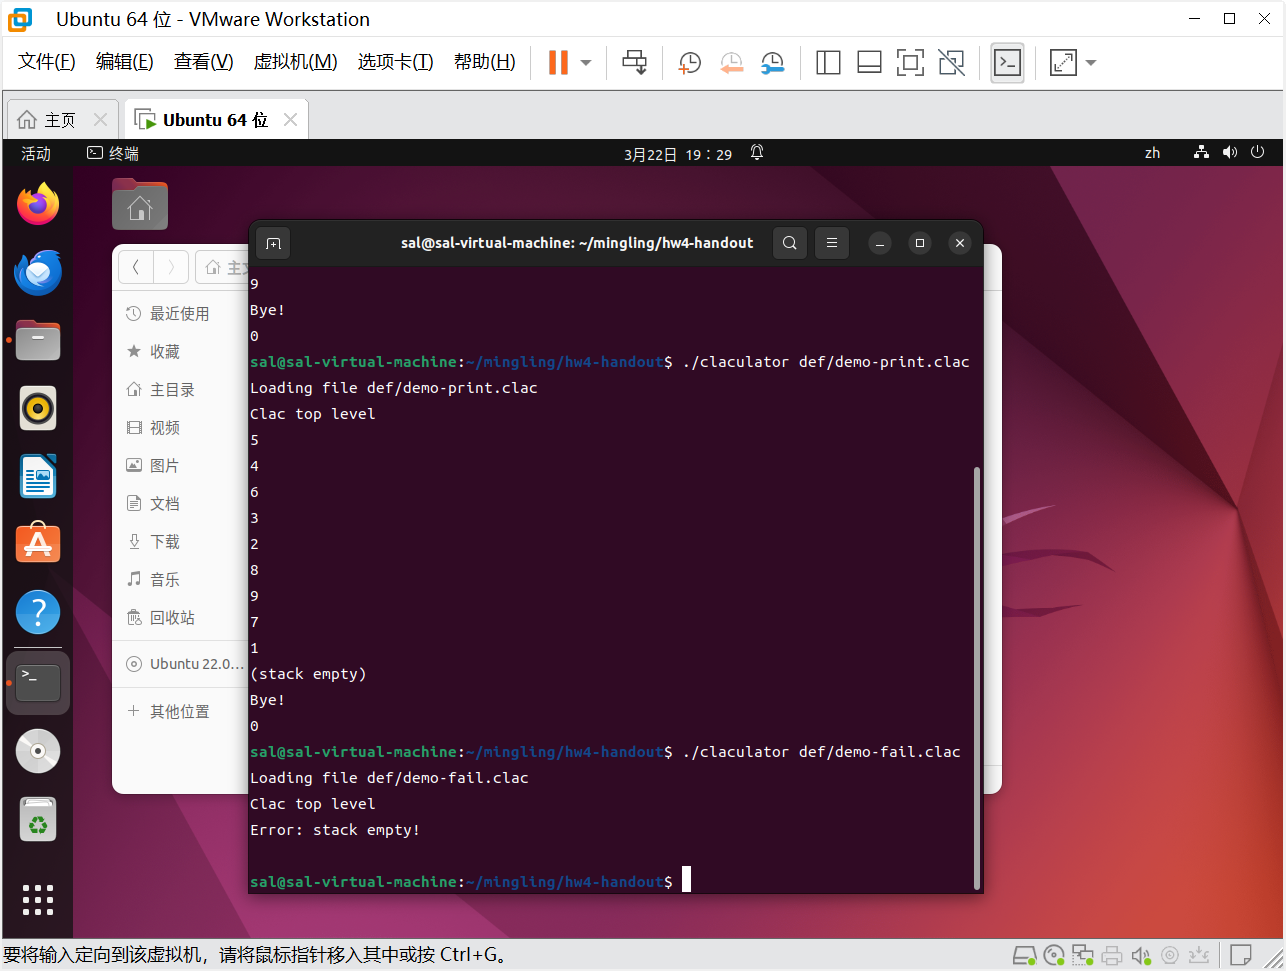 Ubuntu 64 位 - VMware Workstation
文件(F) 编辑(E) 查看(V) 虚拟机(M) 选项卡(T) 帮助(H)
主页 Ubuntu 64 位
活动 终端 3月22日 19：29 zh
sal@sal-virtual-machine: ~/mingling/hw4-handout
主文
最近使用
收藏
主目录
视频
图片
文档
下载
音乐
回收站
Ubuntu 22.0...
其他位置
9
Bye!
0
sal@sal-virtual-machine:~/mingling/hw4-handout$ ./claculator def/demo-print.clac
Loading file def/demo-print.clac
Clac top level
5
4
6
3
2
8
9
7
1
(stack empty)
Bye!
0
sal@sal-virtual-machine:~/mingling/hw4-handout$ ./claculator def/demo-fail.clac
Loading file def/demo-fail.clac
Clac top level
Error: stack empty!
sal@sal-virtual-machine:~/mingling/hw4-handout$
要将输入定向到该虚拟机，请将鼠标指针移入其中或按 Ctrl+G。